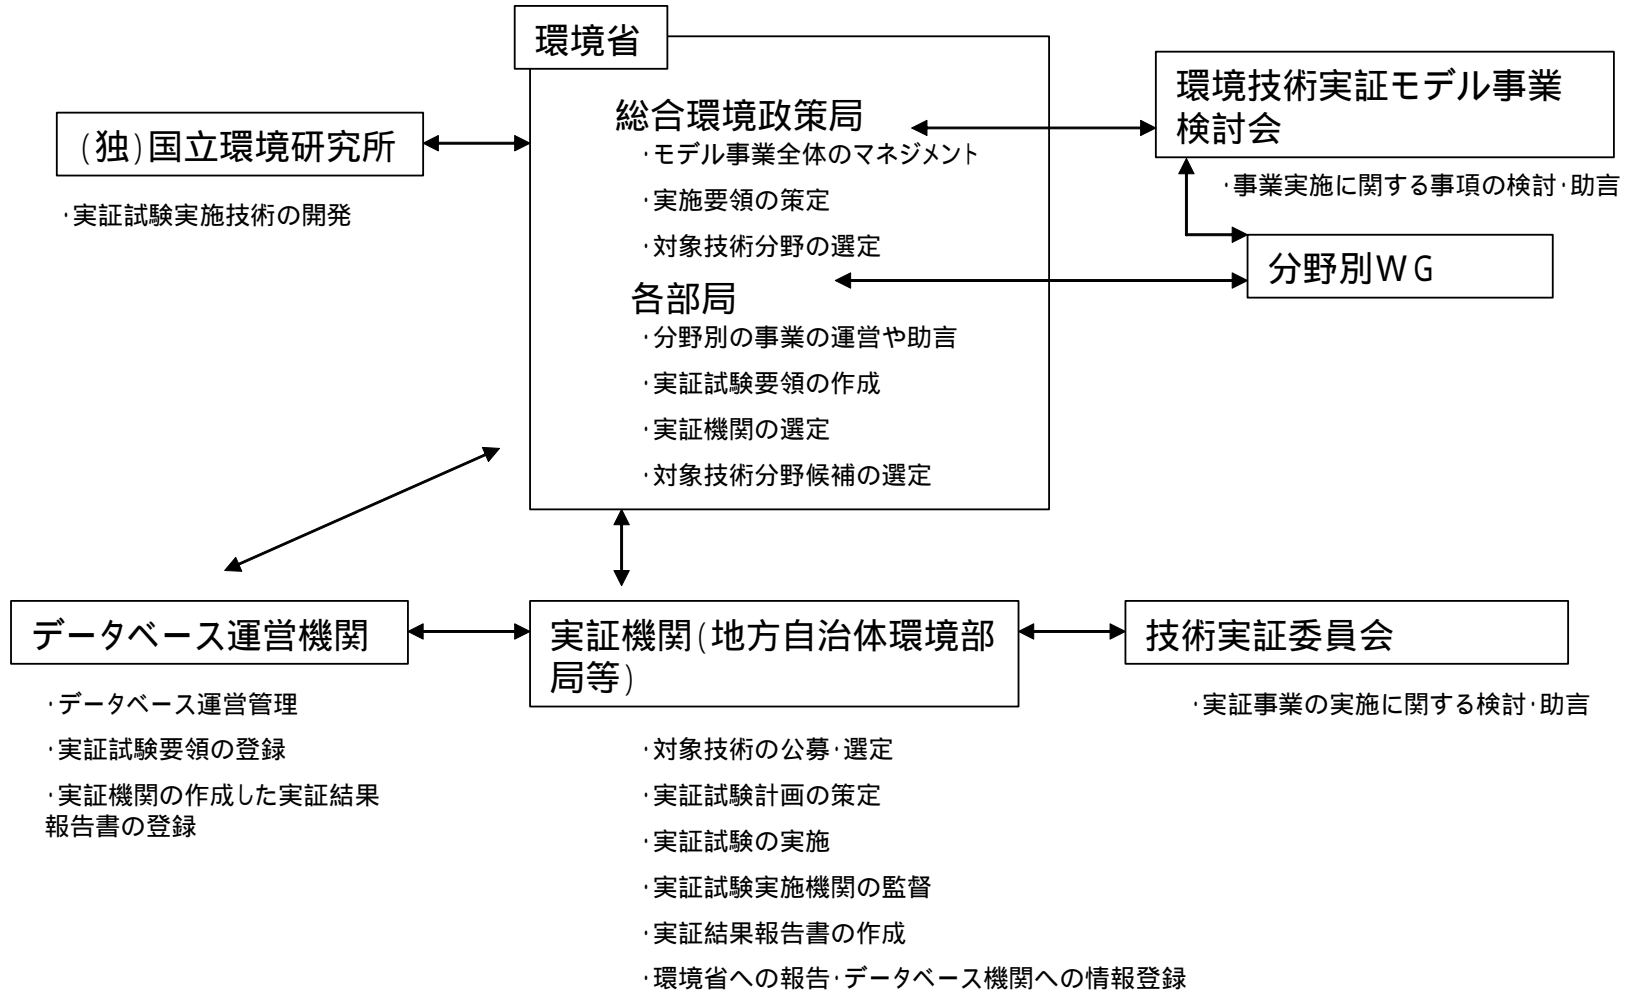 環境省
総合環境政策局
・モデル事業全体のマネジメント
・実施要領の策定
・対象技術分野の選定
各部局
・分野別の事業の運営や助言
・実証試験要領の作成
・実証機関の選定
・対象技術分野候補の選定
(独)国立環境研究所
・実証試験実施技術の開発
環境技術実証モデル事業
検討会
・事業実施に関する事項の検討・助言
分野別WG
データベース運営機関
・データベース運営管理
・実証試験要領の登録
・実証機関の作成した実証結果
報告書の登録
実証機関(地方自治体環境部
局等)
・対象技術の公募・選定
・実証試験計画の策定
・実証試験の実施
・実証試験実施機関の監督
・実証結果報告書の作成
・環境省への報告・データベース機関への情報登録
技術実証委員会
・実証事業の実施に関する検討・助言